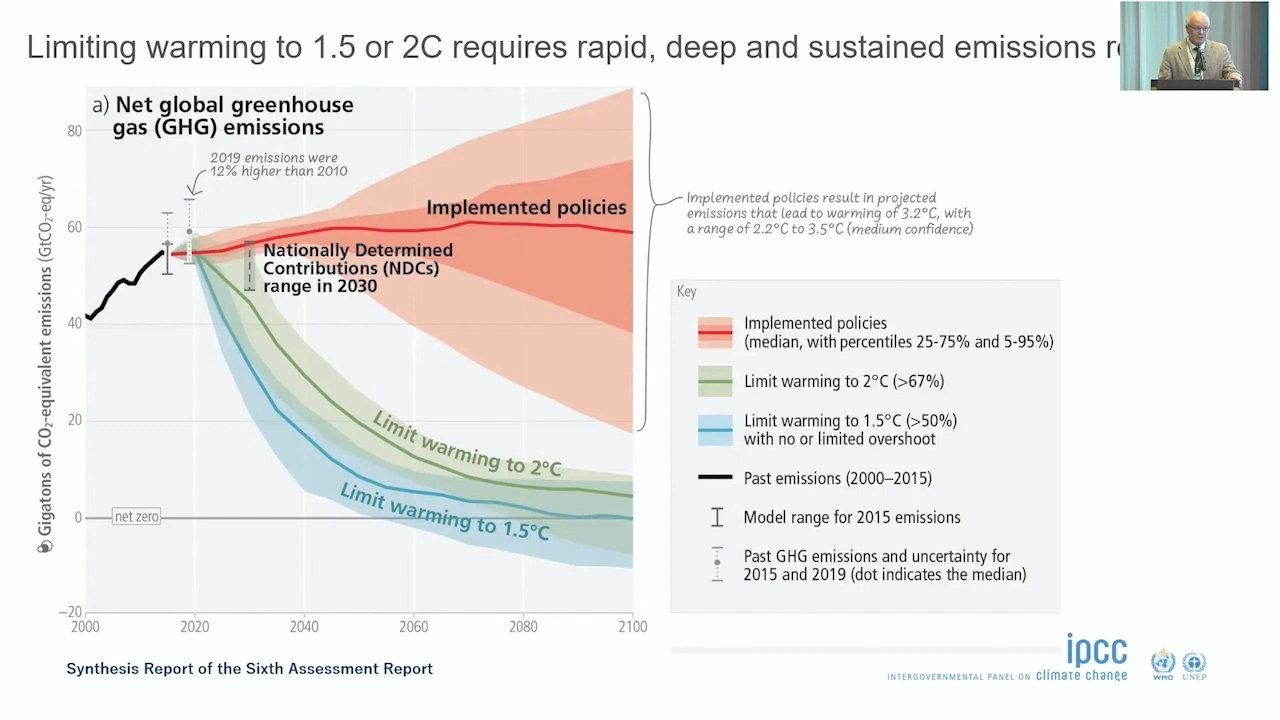 Limiting warming to 1.5 or 2C requires rapid, deep and sustained emissions
a) Net global greenhouse
gas (GHG) emissions
2019 emissions were
12% higher than 2010
Gigatons of CO₂-equivalent emissions (GtCO₂-eq/yr)
80
60
40
20
0
−20
net zero
2000
2020
2040
2060
2080
2100
Implemented policies
Nationally Determined
Contributions (NDCs)
range in 2030
Limit warming to 2°C
Limit warming to 1.5°C
Implemented policies result in projected
emissions that lead to warming of 3.2°C, with
a range of 2.2°C to 3.5°C (medium confidence)
Key
Implemented policies
(median, with percentiles 25-75% and 5-95%)
Limit warming to 2°C (>67%)
Limit warming to 1.5°C (>50%)
with no or limited overshoot
Past emissions (2000–2015)
Model range for 2015 emissions
Past GHG emissions and uncertainty for
2015 and 2019 (dot indicates the median)
Synthesis Report of the Sixth Assessment Report
ipcc
INTERGOVERNMENTAL PANEL ON climate change
WMO
UNEP